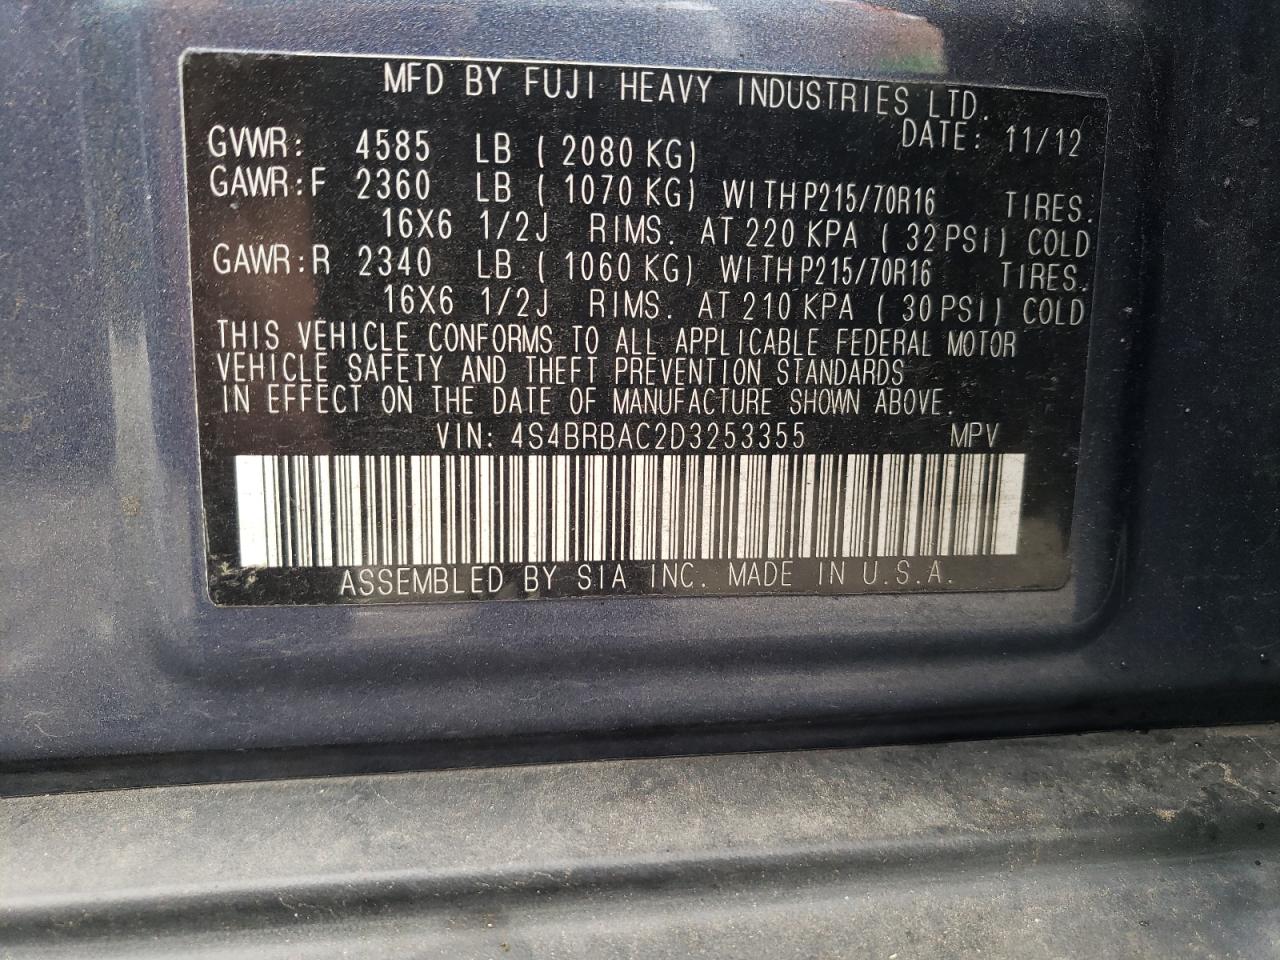 MFD BY FUJI HEAVY INDUSTRIES LTD.
DATE: 11/12
GVWR: 4585 LB ( 2080 KG)
GAWR:F 2360 LB ( 1070 KG) WITH P215/70R16 TIRES.
16X6 1/2J RIMS. AT 220 KPA ( 32 PSI) COLD
GAWR:R 2340 LB ( 1060 KG) WITH P215/70R16 TIRES.
16X6 1/2J RIMS. AT 210 KPA ( 30 PSI) COLD
THIS VEHICLE CONFORMS TO ALL APPLICABLE FEDERAL MOTOR
VEHICLE SAFETY AND THEFT PREVENTION STANDARDS
IN EFFECT ON THE DATE OF MANUFACTURE SHOWN ABOVE.
VIN: 4S4BRBAC2D3253355 MPV
ASSEMBLED BY SIA INC. MADE IN U.S.A.